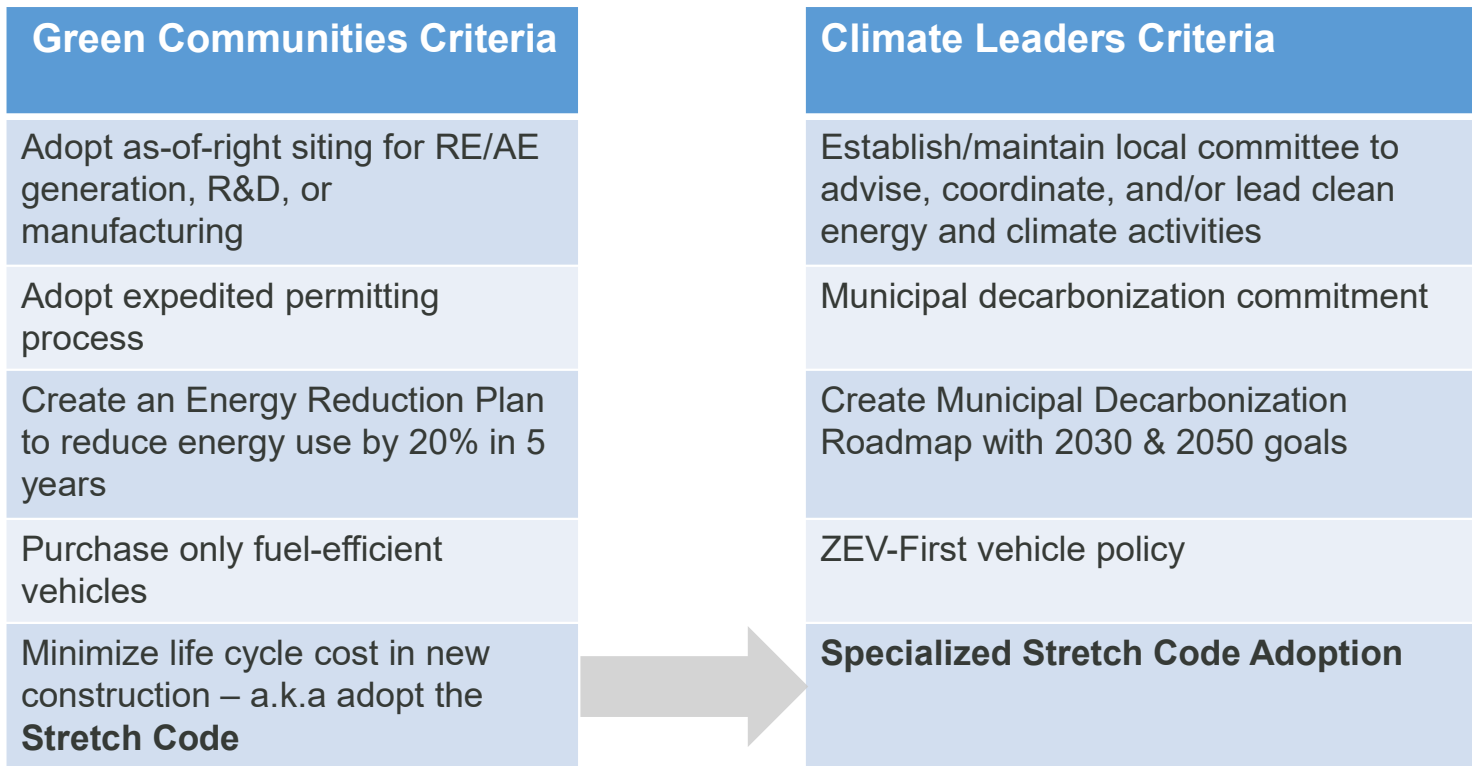 Green Communities Criteria
Adopt as-of-right siting for RE/AE
generation, R&D, or
manufacturing
Adopt expedited permitting
process
Create an Energy Reduction Plan
to reduce energy use by 20% in 5
years
Purchase only fuel-efficient
vehicles
Minimize life cycle cost in new
construction – a.k.a adopt the
Stretch Code
Climate Leaders Criteria
Establish/maintain local committee to
advise, coordinate, and/or lead clean
energy and climate activities
Municipal decarbonization commitment
Create Municipal Decarbonization
Roadmap with 2030 & 2050 goals
ZEV-First vehicle policy
Specialized Stretch Code Adoption